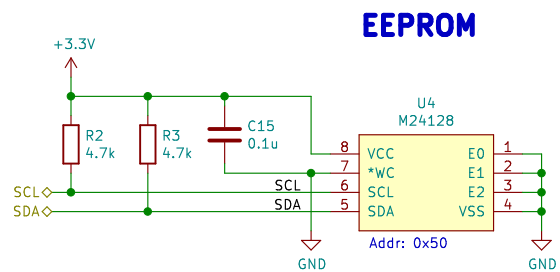 EEPROM
+3.3V
U4
M24128
R2
4.7k
R3
4.7k
C15
0.1u
8 VCC E0 1
7 *WC E1 2
SCL SCL 6 SCL E2 3
SDA SDA 5 SDA VSS 4
Addr: 0x50
GND GND